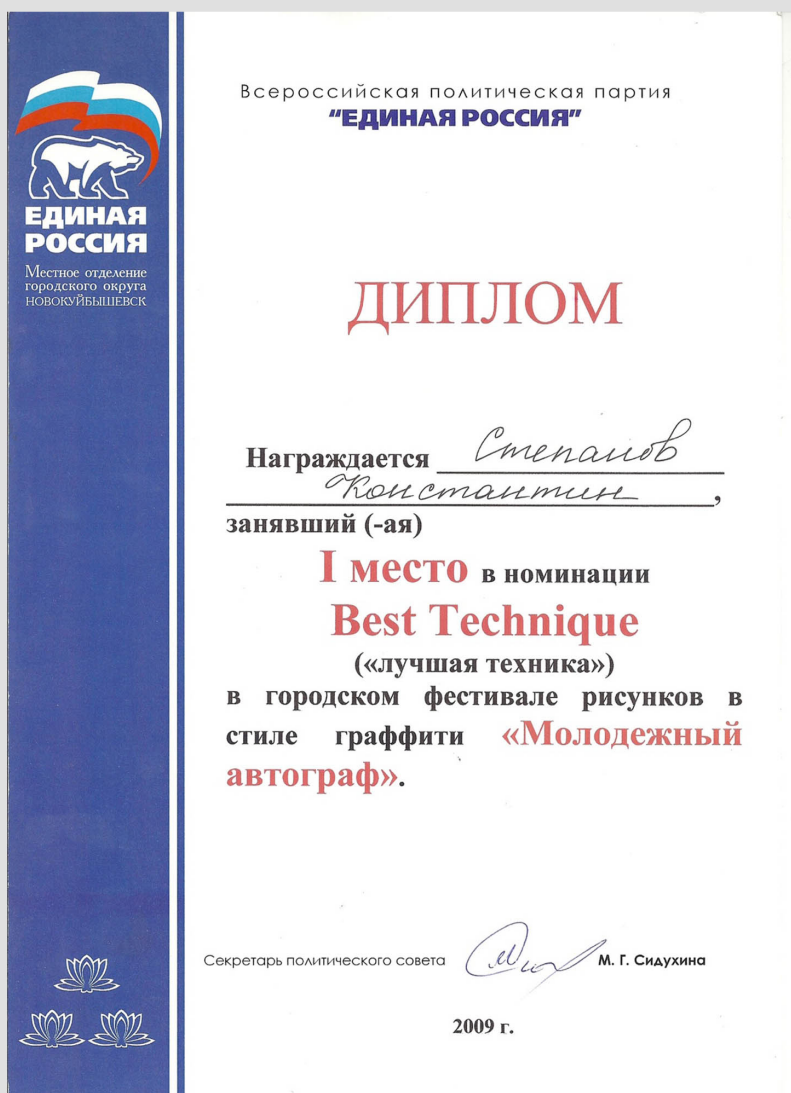 Всероссийская политическая партия
"ЕДИНАЯ РОССИЯ"
ЕДИНАЯ
РОССИЯ
Местное отделение
городского округа
НОВОКУЙБЫШЕВСК
ДИПЛОМ
Награждается Степанов
Константин,
занявший (-ая)
I место в номинации
Best Technique
(«лучшая техника»)
в городском фестивале рисунков в
стиле граффити «Молодежный
автограф».
Секретарь политического совета М. Г. Сидухина
2009 г.